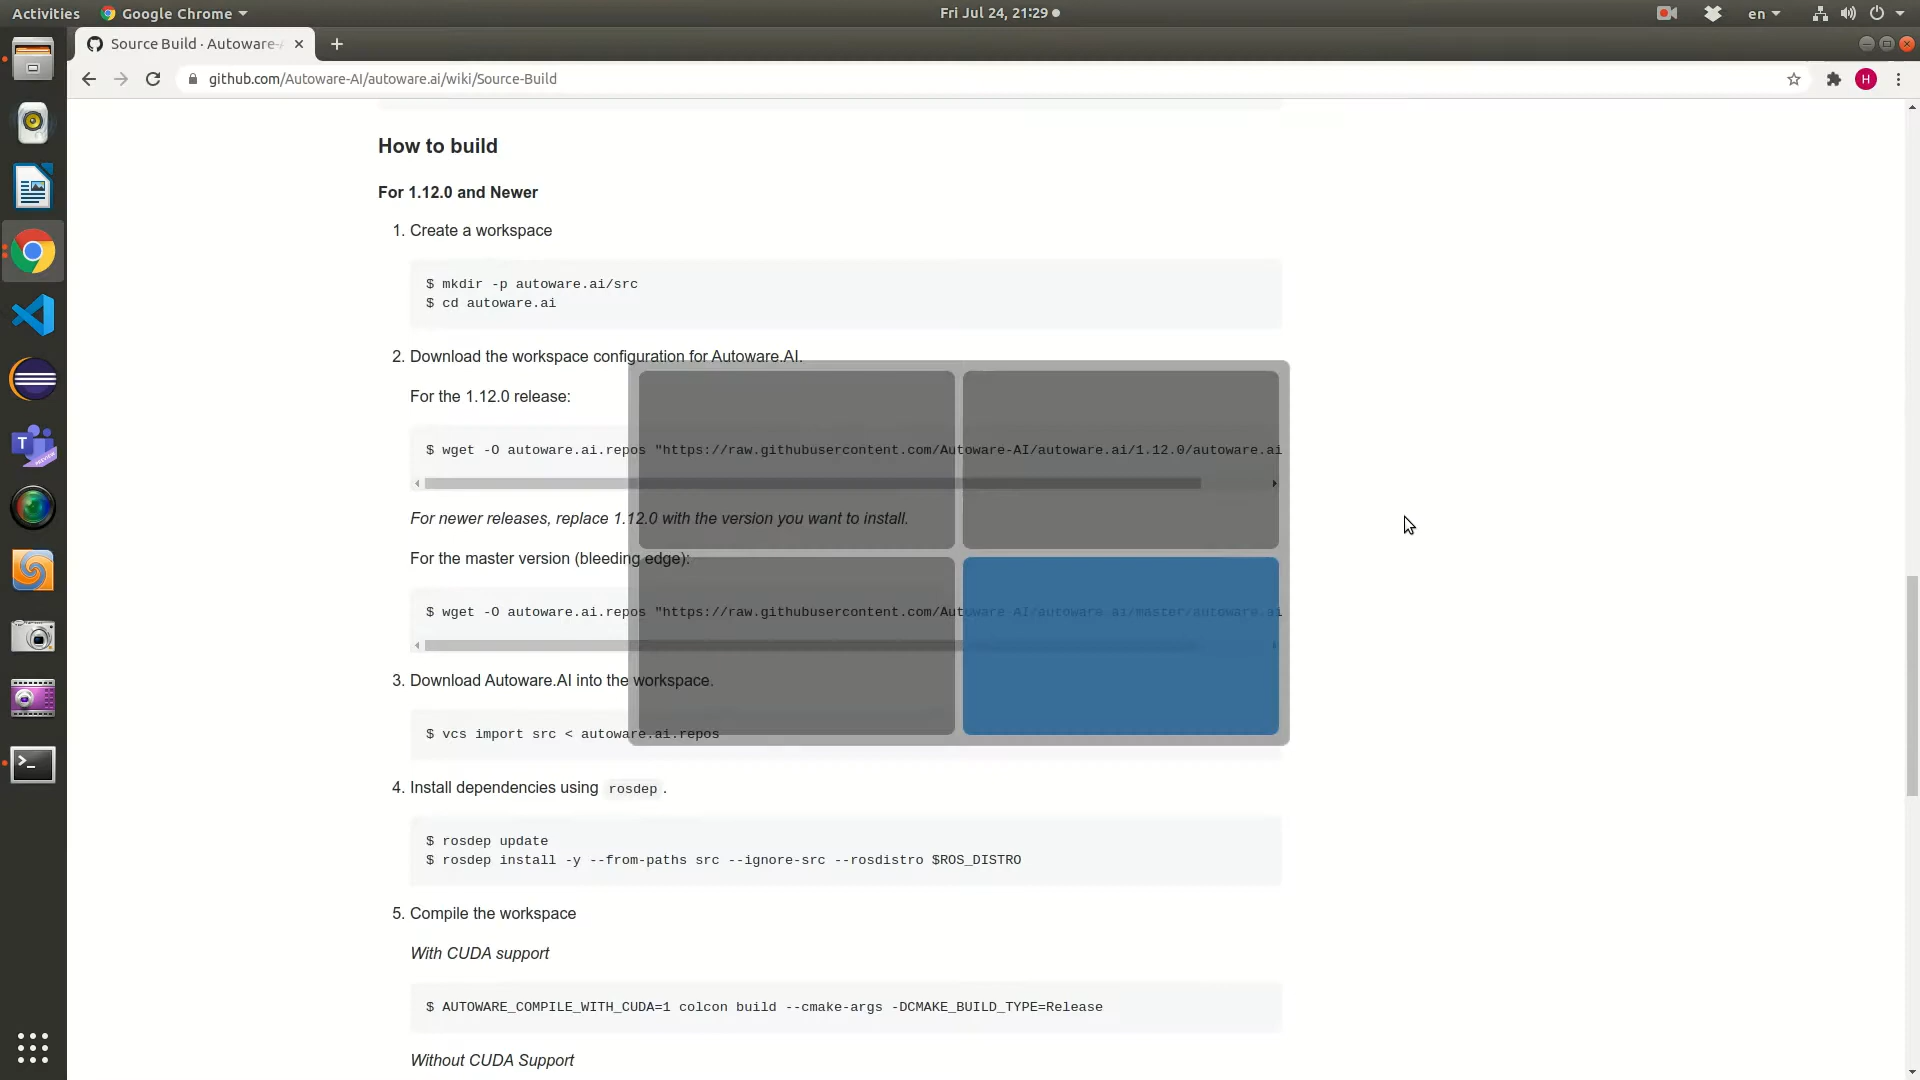 Activities
Google Chrome
Fri Jul 24, 21:29
en
Source Build · Autoware-
github.com/Autoware-AI/autoware.ai/wiki/Source-Build
H
How to build
For 1.12.0 and Newer
1. Create a workspace
$ mkdir -p autoware.ai/src
$ cd autoware.ai
2. Download the workspace configuration for Autoware.AI.
For the 1.12.0 release:
$ wget -O autoware.ai.repos "https://raw.githubusercontent.com/Autoware-AI/autoware.ai/1.12.0/autoware.ai
For newer releases, replace 1.12.0 with the version you want to install.
For the master version (bleeding edge):
$ wget -O autoware.ai.repos "https://raw.githubusercontent.com/Autoware-AI/autoware.ai/master/autoware.ai
3. Download Autoware.AI into the workspace.
$ vcs import src < autoware.ai.repos
4. Install dependencies using rosdep.
$ rosdep update
$ rosdep install -y --from-paths src --ignore-src --rosdistro $ROS_DISTRO
5. Compile the workspace
With CUDA support
$ AUTOWARE_COMPILE_WITH_CUDA=1 colcon build --cmake-args -DCMAKE_BUILD_TYPE=Release
Without CUDA Support